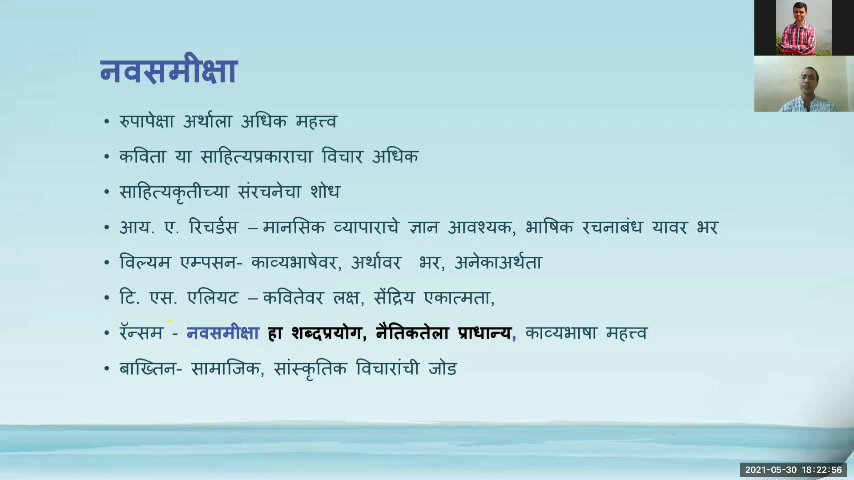 नवसमीक्षा
• रुपापेक्षा अर्थाला अधिक महत्त्व
• कविता या साहित्यप्रकाराचा विचार अधिक
• साहित्यकृतीच्या संरचनेचा शोध
• आय. ए. रिचर्डस – मानसिक व्यापाराचे ज्ञान आवश्यक, भाषिक रचनाबंध यावर भर
• विल्यम एम्पसन- काव्यभाषेवर, अर्थावर भर, अनेकाअर्थता
• टि. एस. एलियट – कवितेवर लक्ष, सेंद्रिय एकात्मता,
• रॅन्सम - नवसमीक्षा हा शब्दप्रयोग, नैतिकतेला प्राधान्य, काव्यभाषा महत्त्व
• बाख्तिन- सामाजिक, सांस्कृतिक विचारांची जोड
2021-05-30 18:22:56